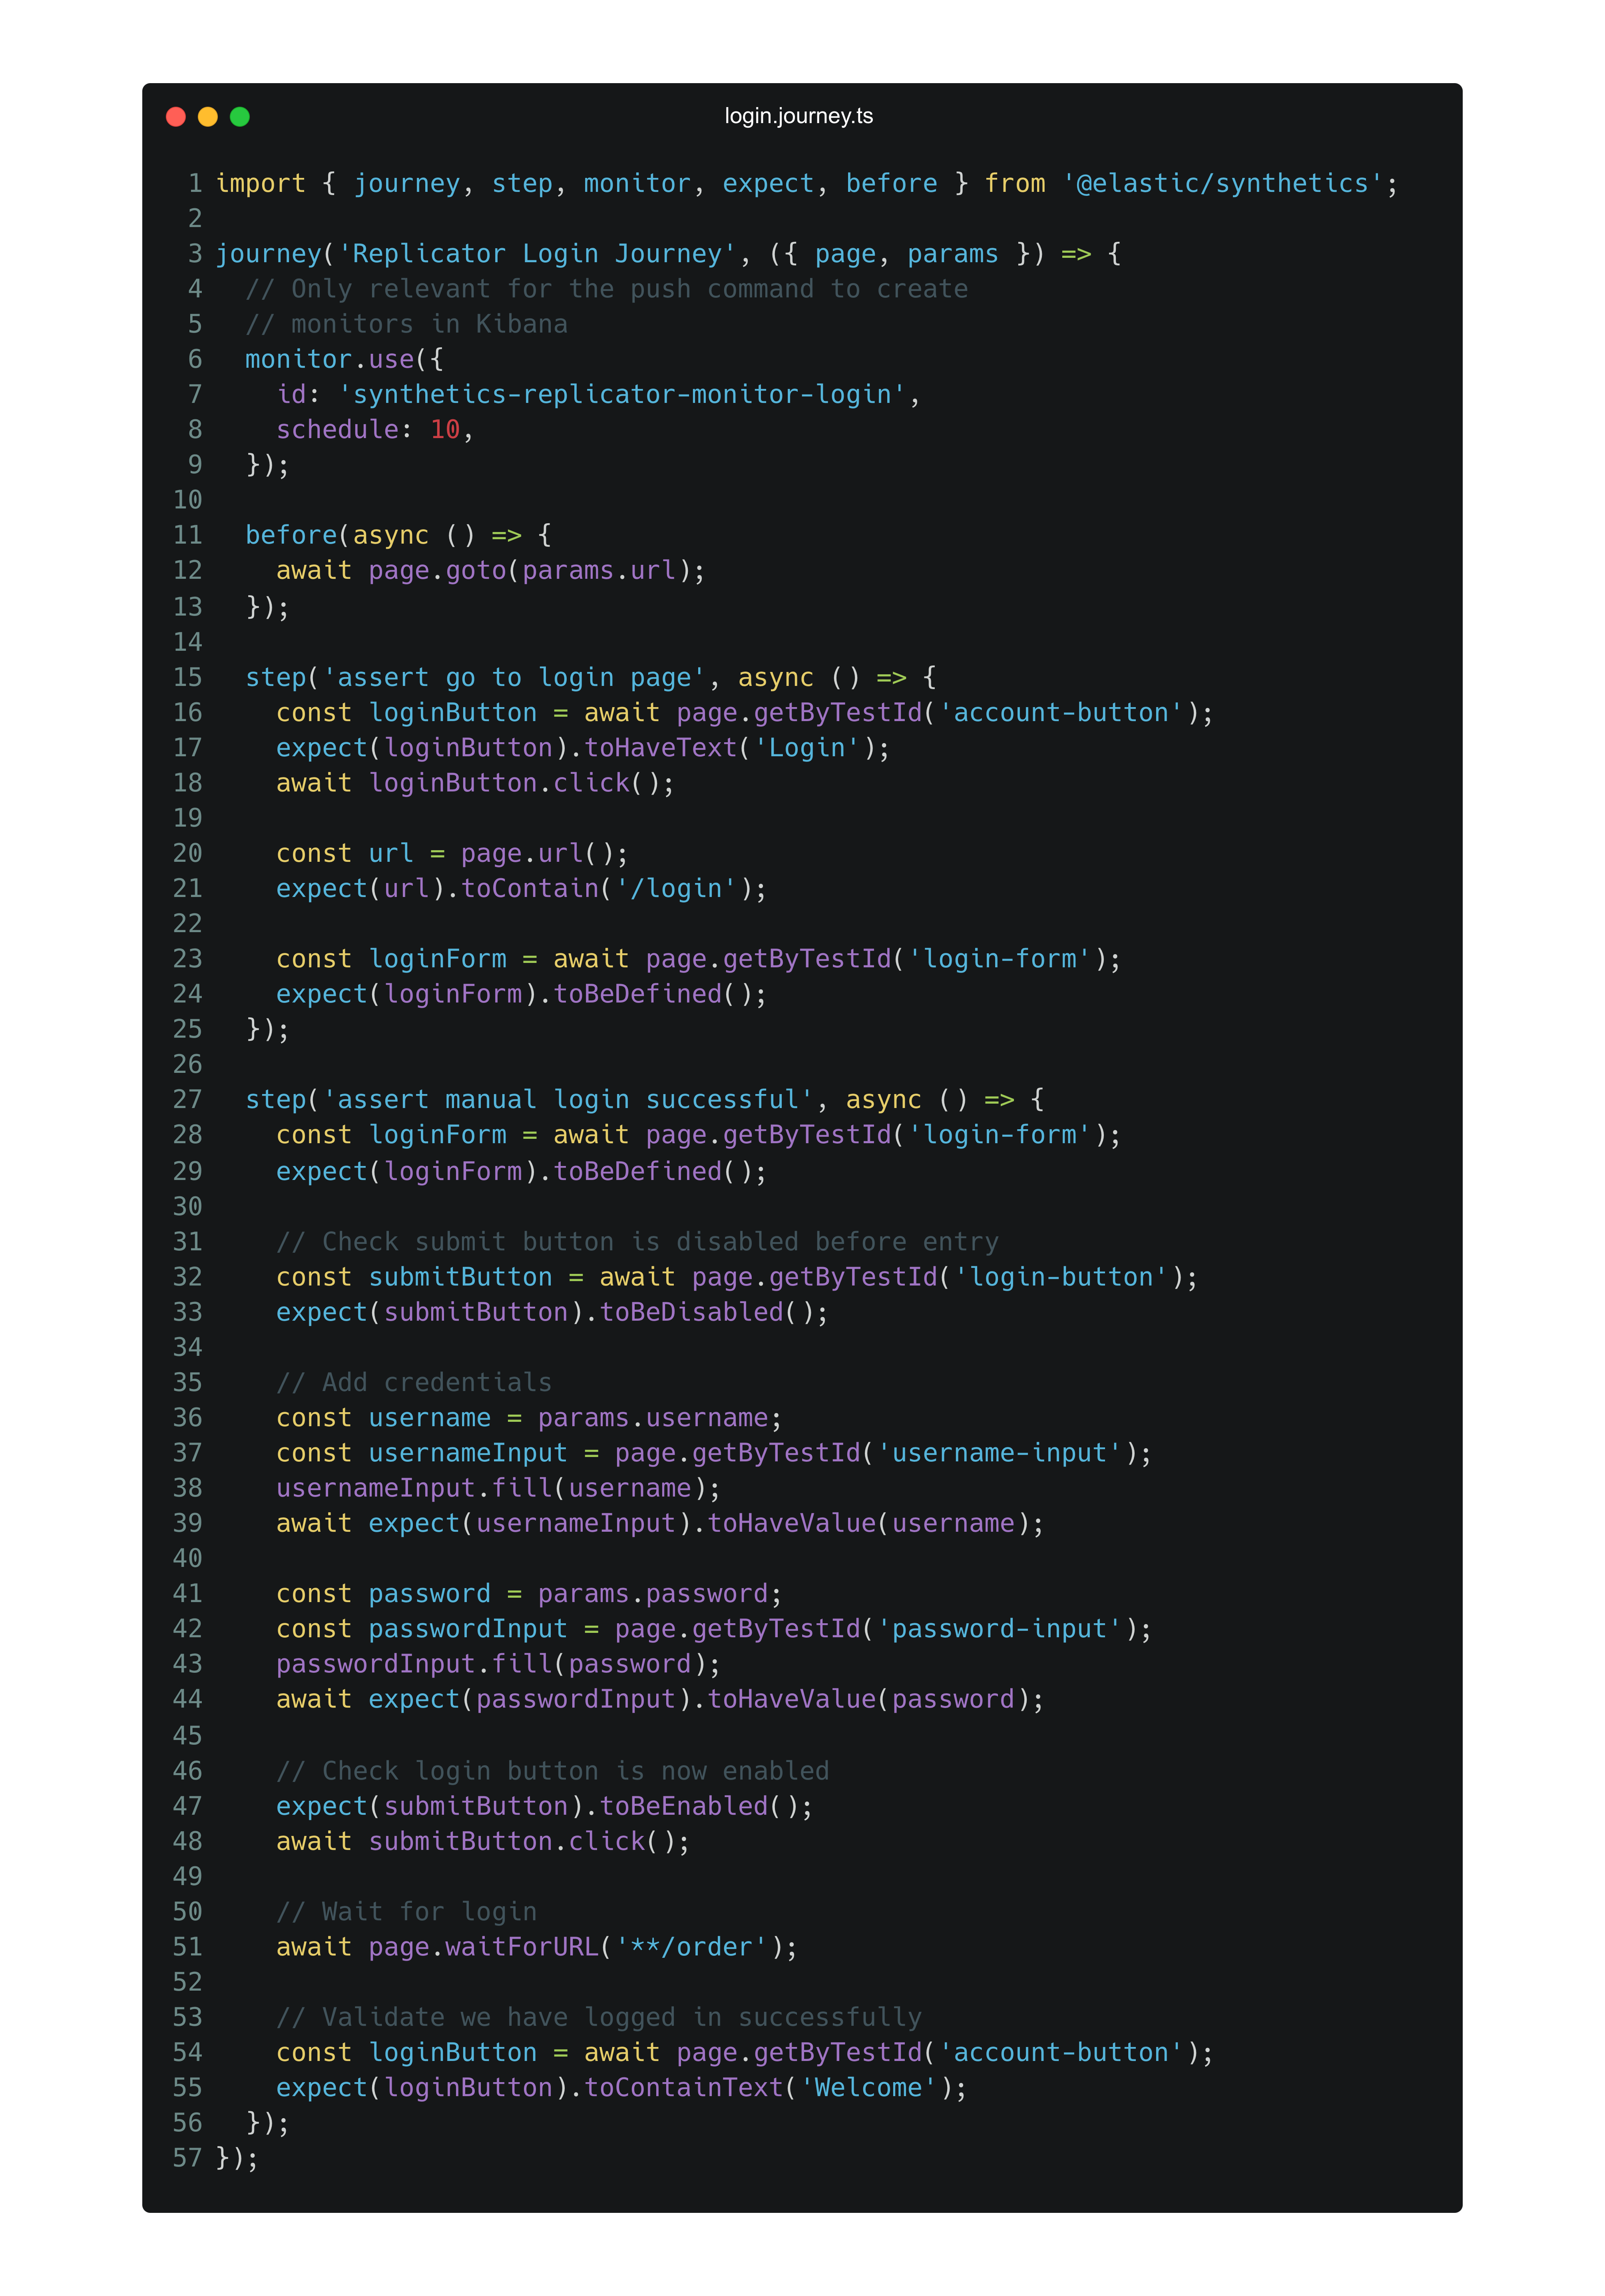 login.journey.ts
1 import { journey, step, monitor, expect, before } from '@elastic/synthetics';
2
3 journey('Replicator Login Journey', ({ page, params }) => {
4   // Only relevant for the push command to create
5   // monitors in Kibana
6   monitor.use({
7     id: 'synthetics-replicator-monitor-login',
8     schedule: 10,
9   });
10
11   before(async () => {
12     await page.goto(params.url);
13   });
14
15   step('assert go to login page', async () => {
16     const loginButton = await page.getByTestId('account-button');
17     expect(loginButton).toHaveText('Login');
18     await loginButton.click();
19
20     const url = page.url();
21     expect(url).toContain('/login');
22
23     const loginForm = await page.getByTestId('login-form');
24     expect(loginForm).toBeDefined();
25   });
26
27   step('assert manual login successful', async () => {
28     const loginForm = await page.getByTestId('login-form');
29     expect(loginForm).toBeDefined();
30
31     // Check submit button is disabled before entry
32     const submitButton = await page.getByTestId('login-button');
33     expect(submitButton).toBeDisabled();
34
35     // Add credentials
36     const username = params.username;
37     const usernameInput = page.getByTestId('username-input');
38     usernameInput.fill(username);
39     await expect(usernameInput).toHaveValue(username);
40
41     const password = params.password;
42     const passwordInput = page.getByTestId('password-input');
43     passwordInput.fill(password);
44     await expect(passwordInput).toHaveValue(password);
45
46     // Check login button is now enabled
47     expect(submitButton).toBeEnabled();
48     await submitButton.click();
49
50     // Wait for login
51     await page.waitForURL('**/order');
52
53     // Validate we have logged in successfully
54     const loginButton = await page.getByTestId('account-button');
55     expect(loginButton).toContainText('Welcome');
56   });
57 });